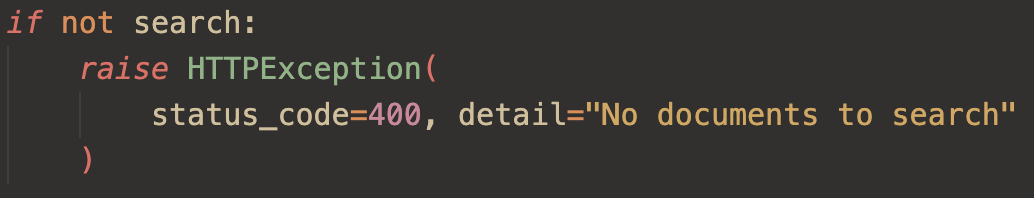 if not search:
    raise HTTPException(
        status_code=400, detail="No documents to search"
    )